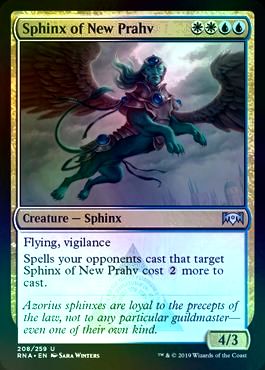 Sphinx of New Prahv
Creature — Sphinx
Flying, vigilance
Spells your opponents cast that target
Sphinx of New Prahv cost 2 more to
cast.
Azorius sphinxes are loyal to the precepts of
the law, not to any particular guildmaster—
even one of their own kind.
4/3
208/259 U
RNA • EN Sara Winters
™ & © 2019 Wizards of the Coast